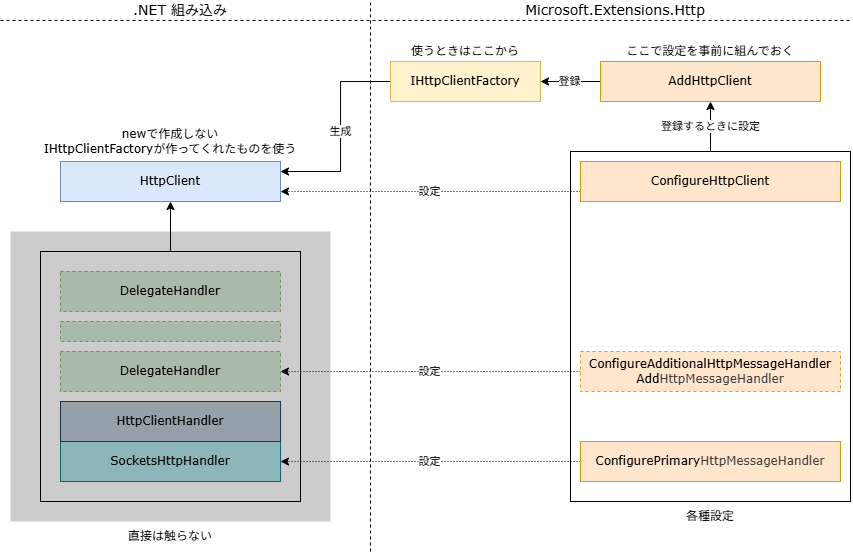 .NET 組み込み
Microsoft.Extensions.Http
使うときはここから
IHttpClientFactory
登録
ここで設定を事前に組んでおく
AddHttpClient
生成
登録するときに設定
newで作成しない
IHttpClientFactoryが作ってくれたものを使う
HttpClient
設定
ConfigureHttpClient
DelegateHandler
DelegateHandler
設定
ConfigureAdditionalHttpMessageHandler
AddHttpMessageHandler
HttpClientHandler
SocketsHttpHandler
設定
ConfigurePrimaryHttpMessageHandler
直接は触らない
各種設定